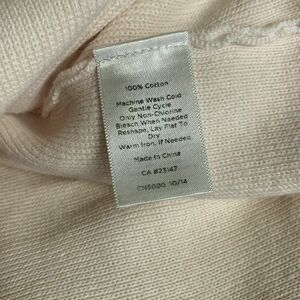 100% Cotton
Machine Wash Cold
Gentle Cycle
Only Non-Chlorine
Bleach When Needed
Reshape, Lay Flat To
Dry
Warm Iron, If Needed
Made In China
CA #23147
CN5000 10/14